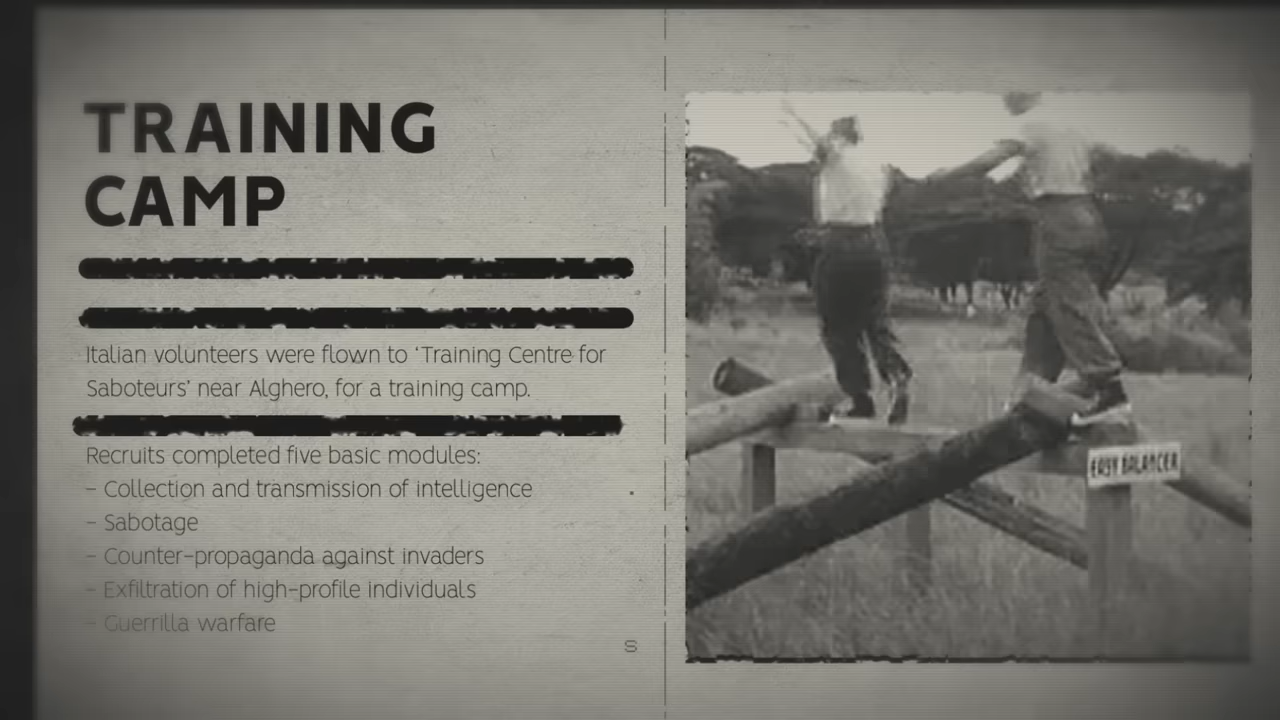 TRAINING
CAMP
Italian volunteers were flown to ‘Training Centre for
Saboteurs’ near Alghero, for a training camp.
Recruits completed five basic modules:
– Collection and transmission of intelligence
– Sabotage
– Counter-propaganda against invaders
– Exfiltration of high-profile individuals
– Guerrilla warfare
S
EASY BALANCER